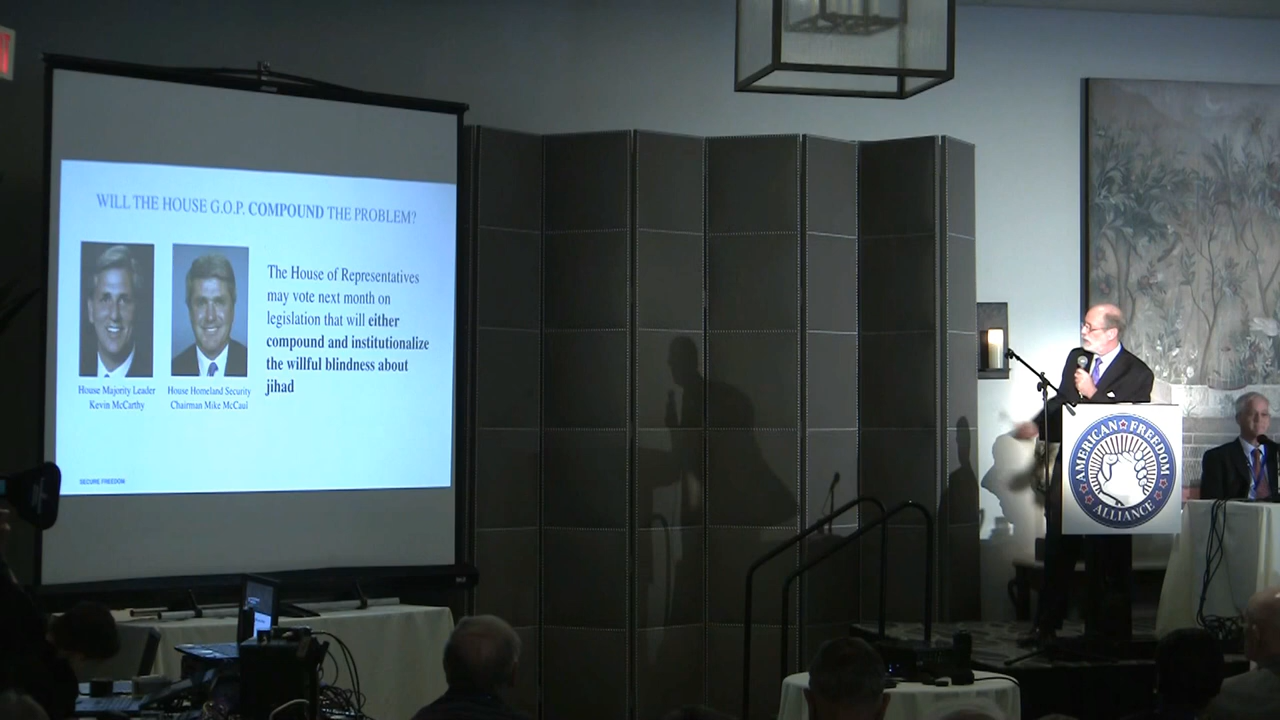 WILL THE HOUSE G.O.P. COMPOUND THE PROBLEM?
The House of Representatives
may vote next month on
legislation that will either
compound and institutionalize
the willful blindness about
jihad
House Majority Leader
Kevin McCarthy
House Homeland Security
Chairman Mike McCaul
SECURE FREEDOM
AMERICAN FREEDOM
ALLIANCE